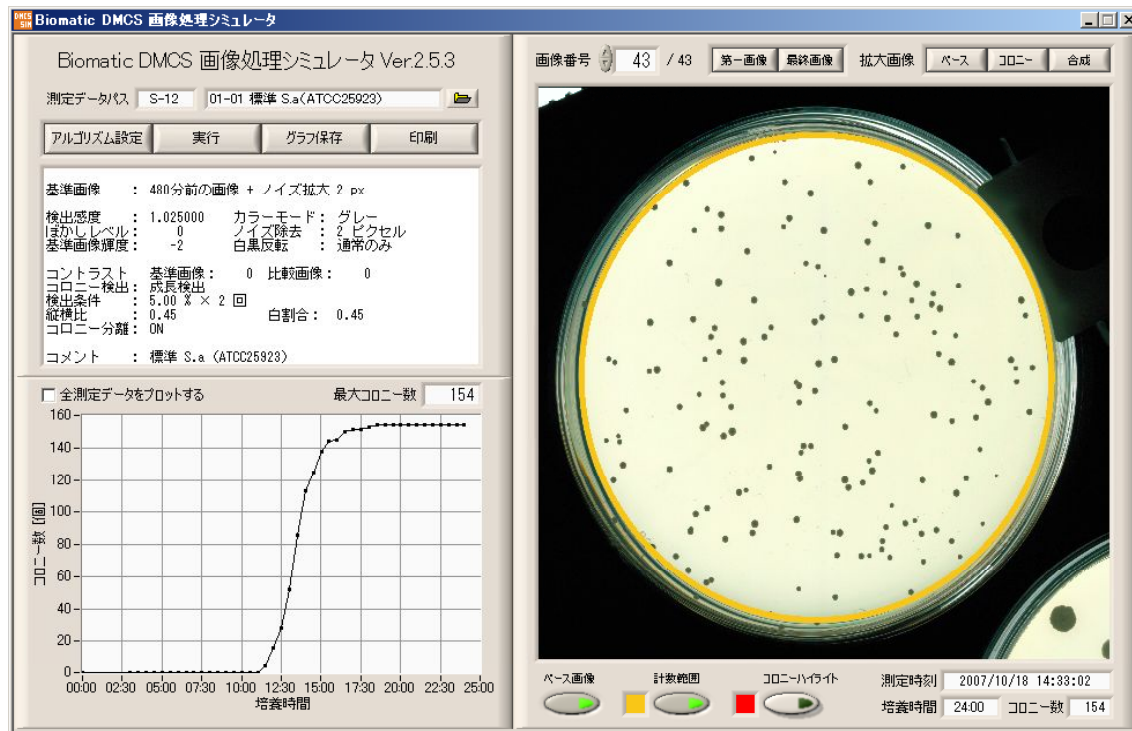 Biomatic DMCS 画像処理シミュレータ
Biomatic DMCS 画像処理シミュレータ Ver.2.5.3
測定データパス S-12 01-01 標準 S.a(ATCC25923)
アルゴリズム設定 実行 グラフ保存 印刷
基準画像 : 480分前の画像 + ノイズ拡大 2 px
検出感度 : 1.025000 カラーモード : グレー
ぼかしレベル : 0 ノイズ除去 : 2 ピクセル
基準画像輝度 : -2 白黒反転 : 通常のみ
コントラスト 基準画像 : 0 比較画像 : 0
コロニー検出 : 成長検出
検出条件 : 5.00 % × 2 回
縦横比 : 0.45 白割合 : 0.45
コロニー分離 : ON
コメント : 標準 S.a (ATCC25923)
全測定データをプロットする 最大コロニー数 154
160
140
120
100
80
60
40
20
0
コロニー数 [個]
00:00 02:30 05:00 07:30 10:00 12:30 15:00 17:30 20:00 22:30 25:00
培養時間
画像番号 43 / 43 第一画像 最終画像 拡大画像 ベース コロニー 合成
ベース画像 計数範囲 コロニーハイライト
測定時刻 2007/10/18 14:33:02
培養時間 24:00 コロニー数 154